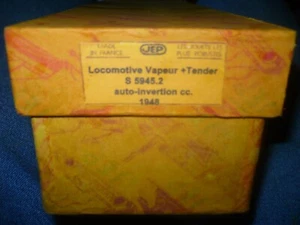 JEP
Locomotive Vapeur +Tender
S 5945.2
auto-invertion cc.
1948